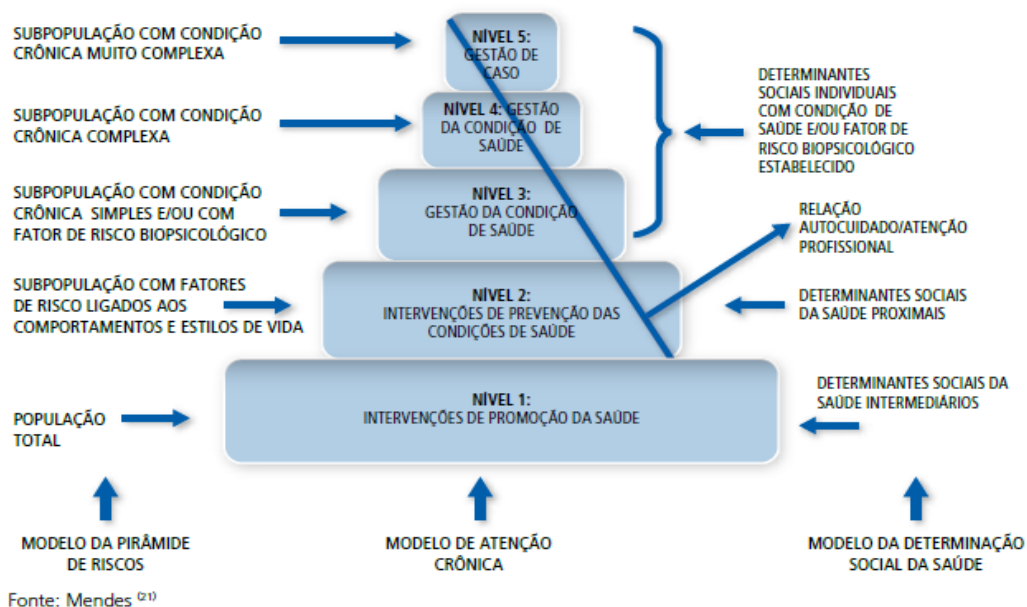 SUBPOPULAÇÃO COM CONDIÇÃO
CRÔNICA MUITO COMPLEXA
NÍVEL 5:
GESTÃO DE
CASO
SUBPOPULAÇÃO COM CONDIÇÃO
CRÔNICA COMPLEXA
NÍVEL 4: GESTÃO
DA CONDIÇÃO DE
SAÚDE
DETERMINANTES
SOCIAIS INDIVIDUAIS
COM CONDIÇÃO DE
SAÚDE E/OU FATOR DE
RISCO BIOPSICOLÓGICO
ESTABELECIDO
SUBPOPULAÇÃO COM CONDIÇÃO
CRÔNICA SIMPLES E/OU COM
FATOR DE RISCO BIOPSICOLÓGICO
NÍVEL 3:
GESTÃO DA CONDIÇÃO
DE SAÚDE
RELAÇÃO
AUTOCUIDADO/ATENÇÃO
PROFISSIONAL
SUBPOPULAÇÃO COM FATORES
DE RISCO LIGADOS AOS
COMPORTAMENTOS E ESTILOS DE VIDA
NÍVEL 2:
INTERVENÇÕES DE PREVENÇÃO DAS
CONDIÇÕES DE SAÚDE
DETERMINANTES SOCIAIS
DA SAÚDE PROXIMAIS
POPULAÇÃO
TOTAL
NÍVEL 1:
INTERVENÇÕES DE PROMOÇÃO DA SAÚDE
DETERMINANTES SOCIAIS DA
SAÚDE INTERMEDIÁRIOS
MODELO DA PIRÂMIDE
DE RISCOS
MODELO DE ATENÇÃO
CRÔNICA
MODELO DA DETERMINAÇÃO
SOCIAL DA SAÚDE
Fonte: Mendes (21)